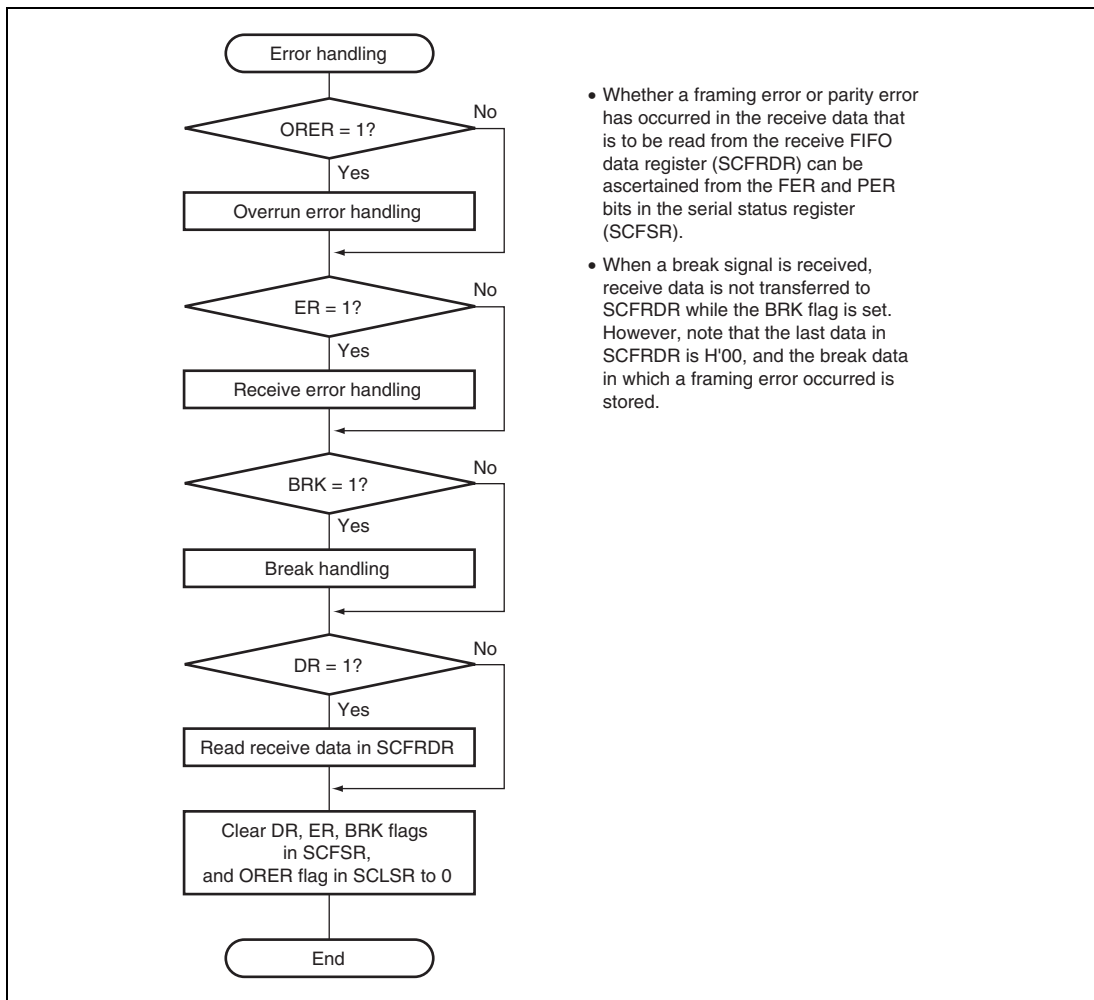 Error handling
ORER = 1?
No
Yes
Overrun error handling
ER = 1?
No
Yes
Receive error handling
BRK = 1?
No
Yes
Break handling
DR = 1?
No
Yes
Read receive data in SCFRDR
Clear DR, ER, BRK flags
in SCFSR,
and ORER flag in SCLSR to 0
End
• Whether a framing error or parity error
has occurred in the receive data that
is to be read from the receive FIFO
data register (SCFRDR) can be
ascertained from the FER and PER
bits in the serial status register
(SCFSR).
• When a break signal is received,
receive data is not transferred to
SCFRDR while the BRK flag is set.
However, note that the last data in
SCFRDR is H'00, and the break data
in which a framing error occurred is
stored.